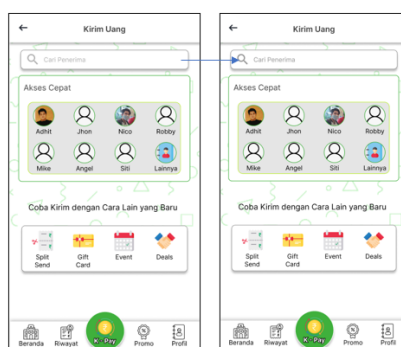 Kirim Uang
Cari Penerima
Akses Cepat
Adhit Jhon Nico Robby
Mike Angel Siti Lainnya
Coba Kirim dengan Cara Lain yang Baru
Split Send Gift Card Event Deals
Beranda Riwayat K-Pay Promo Profil
Kirim Uang
Cari Penerima
Akses Cepat
Adhit Jhon Nico Robby
Mike Angel Siti Lainnya
Coba Kirim dengan Cara Lain yang Baru
Split Send Gift Card Event Deals
Beranda Riwayat K-Pay Promo Profil